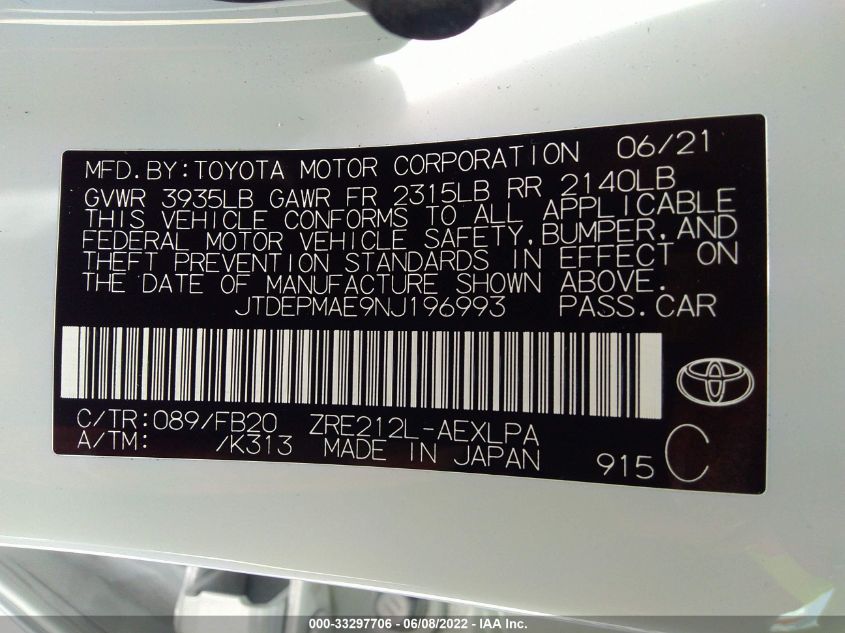 MFD.BY:TOYOTA MOTOR CORPORATION 06/21
GVWR 3935LB GAWR FR 2315LB RR 2140LB
THIS VEHICLE CONFORMS TO ALL APPLICABLE
FEDERAL MOTOR VEHICLE SAFETY,BUMPER,AND
THEFT PREVENTION STANDARDS IN EFFECT ON
THE DATE OF MANUFACTURE SHOWN ABOVE.
JTDEPMAE9NJ196993 PASS.CAR
C/TR:089/FB20 ZRE212L-AEXLPA
A/TM: /K313 MADE IN JAPAN 915 C
000-33297706 - 06/08/2022 - IAA Inc.